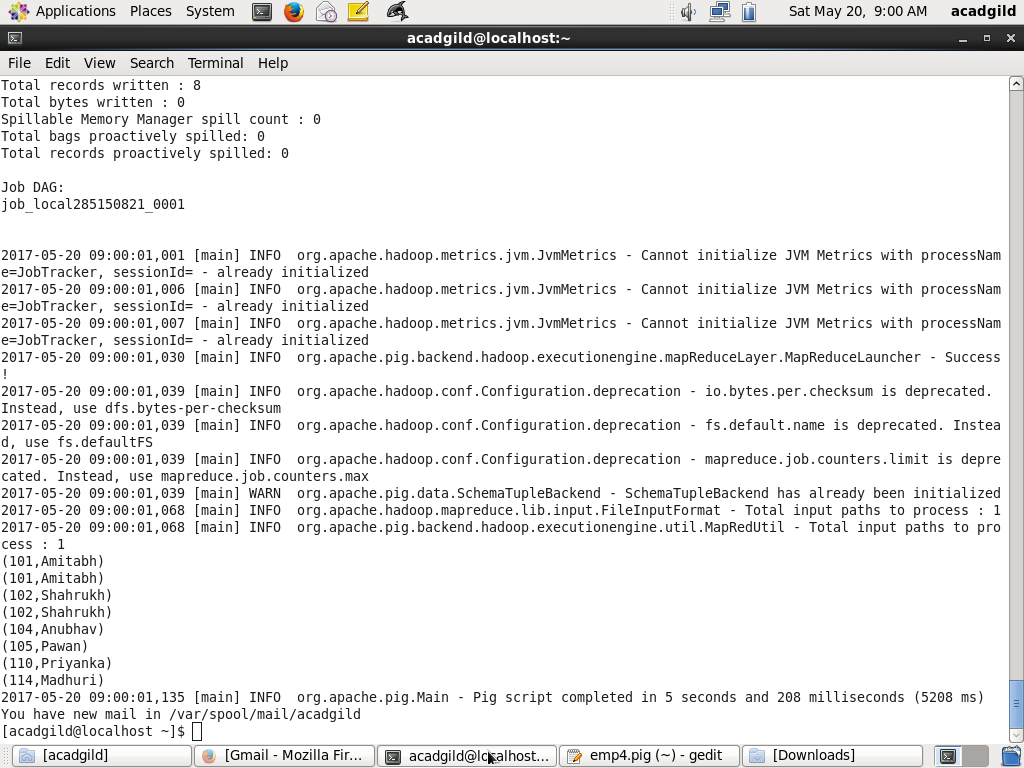 Applications Places System Sat May 20, 9:00 AM acadgild
acadgild@localhost:~
File Edit View Search Terminal Help
Total records written : 8
Total bytes written : 0
Spillable Memory Manager spill count : 0
Total bags proactively spilled: 0
Total records proactively spilled: 0
Job DAG:
job_local285150821_0001
2017-05-20 09:00:01,001 [main] INFO  org.apache.hadoop.metrics.jvm.JvmMetrics - Cannot initialize JVM Metrics with processNam
e=JobTracker, sessionId= - already initialized
2017-05-20 09:00:01,006 [main] INFO  org.apache.hadoop.metrics.jvm.JvmMetrics - Cannot initialize JVM Metrics with processNam
e=JobTracker, sessionId= - already initialized
2017-05-20 09:00:01,007 [main] INFO  org.apache.hadoop.metrics.jvm.JvmMetrics - Cannot initialize JVM Metrics with processNam
e=JobTracker, sessionId= - already initialized
2017-05-20 09:00:01,030 [main] INFO  org.apache.pig.backend.hadoop.executionengine.mapReduceLayer.MapReduceLauncher - Success
!
2017-05-20 09:00:01,039 [main] INFO  org.apache.hadoop.conf.Configuration.deprecation - io.bytes.per.checksum is deprecated.
Instead, use dfs.bytes-per-checksum
2017-05-20 09:00:01,039 [main] INFO  org.apache.hadoop.conf.Configuration.deprecation - fs.default.name is deprecated. Instea
d, use fs.defaultFS
2017-05-20 09:00:01,039 [main] INFO  org.apache.hadoop.conf.Configuration.deprecation - mapreduce.job.counters.limit is depre
cated. Instead, use mapreduce.job.counters.max
2017-05-20 09:00:01,039 [main] WARN  org.apache.pig.data.SchemaTupleBackend - SchemaTupleBackend has already been initialized
2017-05-20 09:00:01,068 [main] INFO  org.apache.hadoop.mapreduce.lib.input.FileInputFormat - Total input paths to process : 1
2017-05-20 09:00:01,068 [main] INFO  org.apache.pig.backend.hadoop.executionengine.util.MapRedUtil - Total input paths to pro
cess : 1
(101,Amitabh)
(101,Amitabh)
(102,Shahrukh)
(102,Shahrukh)
(104,Anubhav)
(105,Pawan)
(110,Priyanka)
(114,Madhuri)
2017-05-20 09:00:01,135 [main] INFO  org.apache.pig.Main - Pig script completed in 5 seconds and 208 milliseconds (5208 ms)
You have new mail in /var/spool/mail/acadgild
[acadgild@localhost ~]$
[acadgild] [Gmail - Mozilla Fir... acadgild@localhost... emp4.pig (~) - gedit [Downloads]